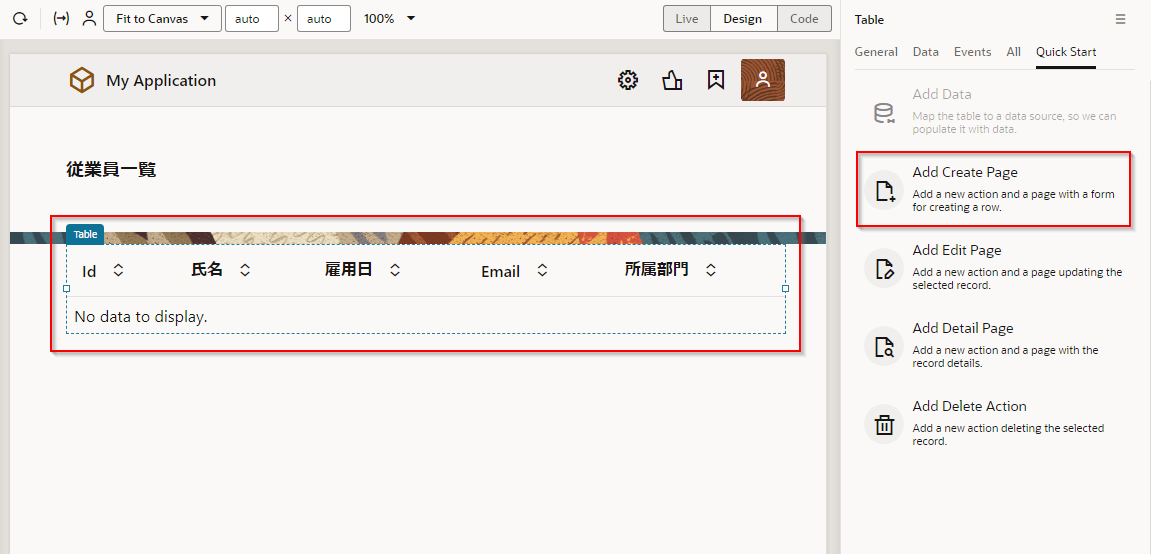 Fit to Canvas
auto
×
auto
100%
Live
Design
Code
My Application
従業員一覧
Table
Id
氏名
雇用日
Email
所属部門
No data to display.
Table
General
Data
Events
All
Quick Start
Add Data
Map the table to a data source, so we can
populate it with data.
Add Create Page
Add a new action and a page with a form
for creating a row.
Add Edit Page
Add a new action and a page updating the
selected record.
Add Detail Page
Add a new action and a page with the
record details.
Add Delete Action
Add a new action deleting the selected
record.